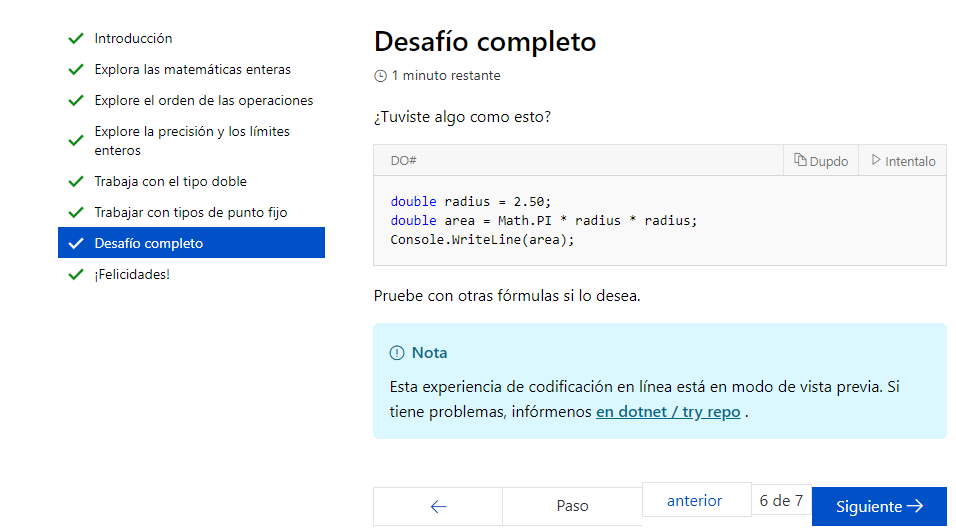 Introducción
Explora las matemáticas enteras
Explore el orden de las operaciones
Explore la precisión y los límites
enteros
Trabaja con el tipo doble
Trabajar con tipos de punto fijo
Desafío completo
¡Felicidades!
Desafío completo
1 minuto restante
¿Tuviste algo como esto?
DO# Dupdo Intentalo
double radius = 2.50;
double area = Math.PI * radius * radius;
Console.WriteLine(area);
Pruebe con otras fórmulas si lo desea.
Nota
Esta experiencia de codificación en línea está en modo de vista previa. Si
tiene problemas, infórmenos en dotnet / try repo .
Paso anterior 6 de 7 Siguiente